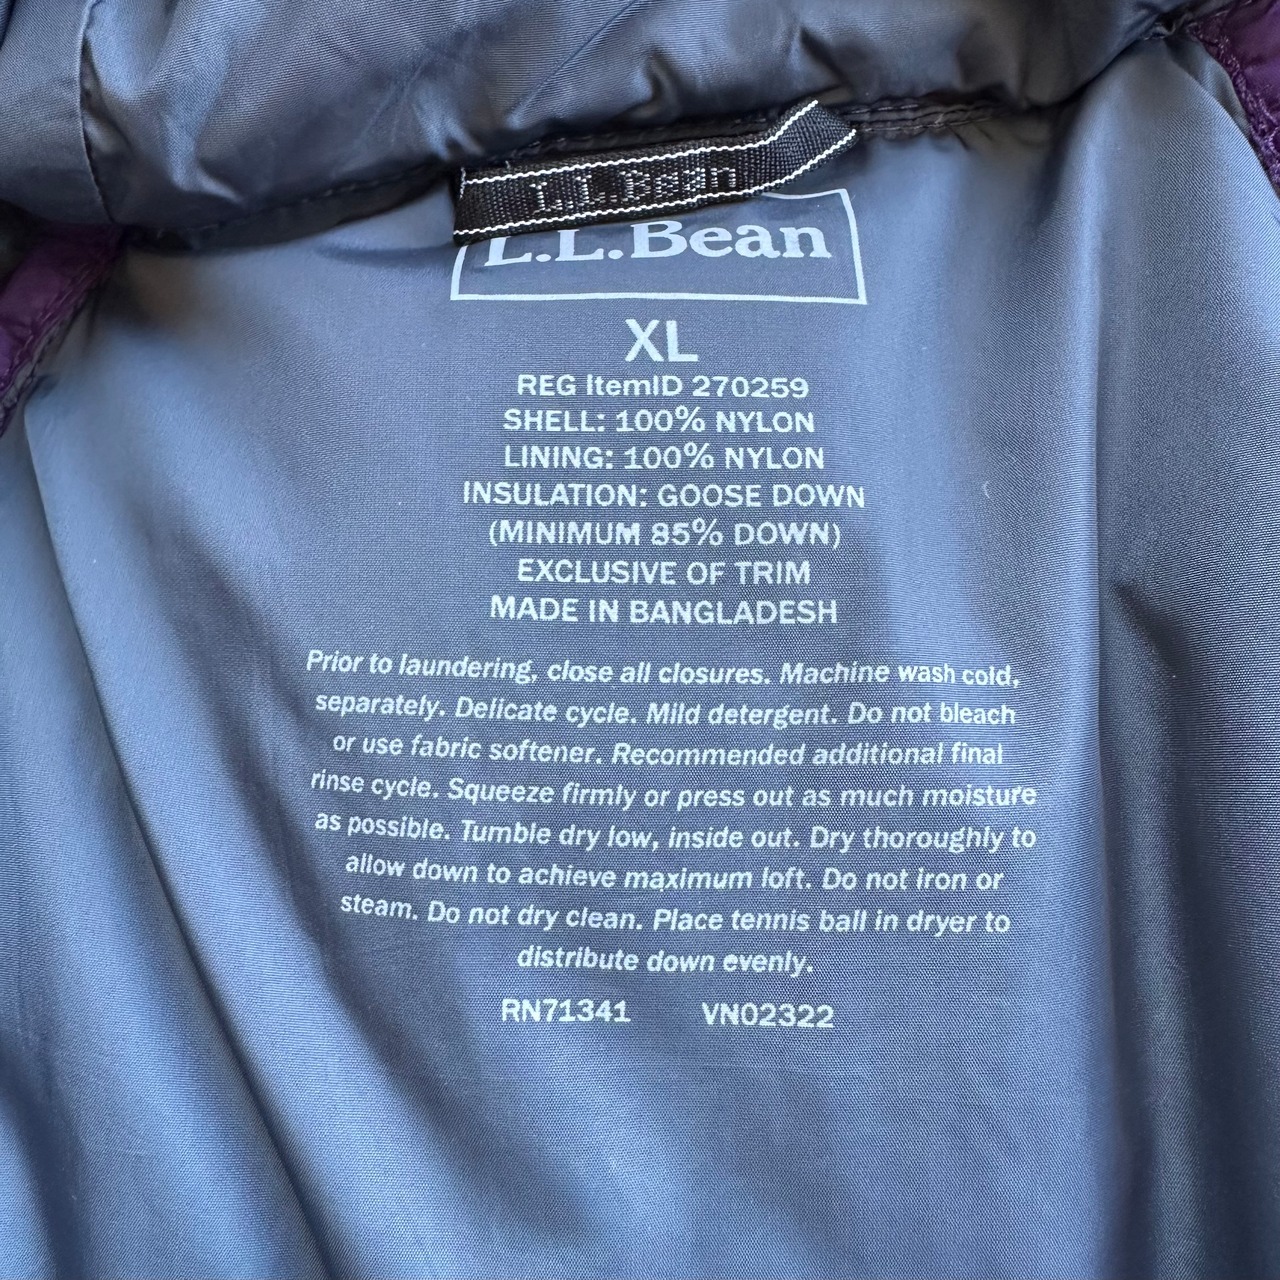 L.L.Bean
L.L.Bean
XL
REG ItemID 270259
SHELL: 100% NYLON
LINING: 100% NYLON
INSULATION: GOOSE DOWN
(MINIMUM 85% DOWN)
EXCLUSIVE OF TRIM
MADE IN BANGLADESH
Prior to laundering, close all closures. Machine wash cold,
separately. Delicate cycle. Mild detergent. Do not bleach
or use fabric softener. Recommended additional final
rinse cycle. Squeeze firmly or press out as much moisture
as possible. Tumble dry low, inside out. Dry thoroughly to
allow down to achieve maximum loft. Do not iron or
steam. Do not dry clean. Place tennis ball in dryer to
distribute down evenly.
RN71341 VN02322